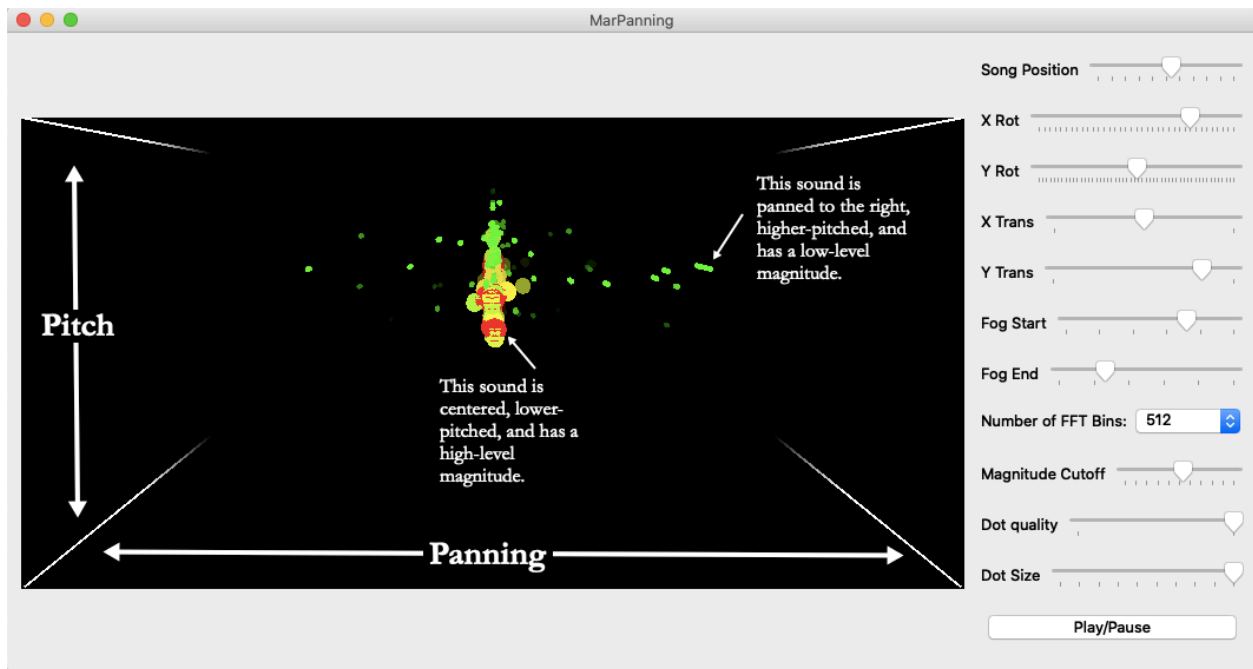 MarPanning
Song Position
X Rot
Y Rot
X Trans
Y Trans
Fog Start
Fog End
Number of FFT Bins: 512
Magnitude Cutoff
Dot quality
Dot Size
Play/Pause
Pitch
This sound is
panned to the right,
higher-pitched, and
has a low-level
magnitude.
This sound is
centered, lower-
pitched, and has a
high-level
magnitude.
Panning